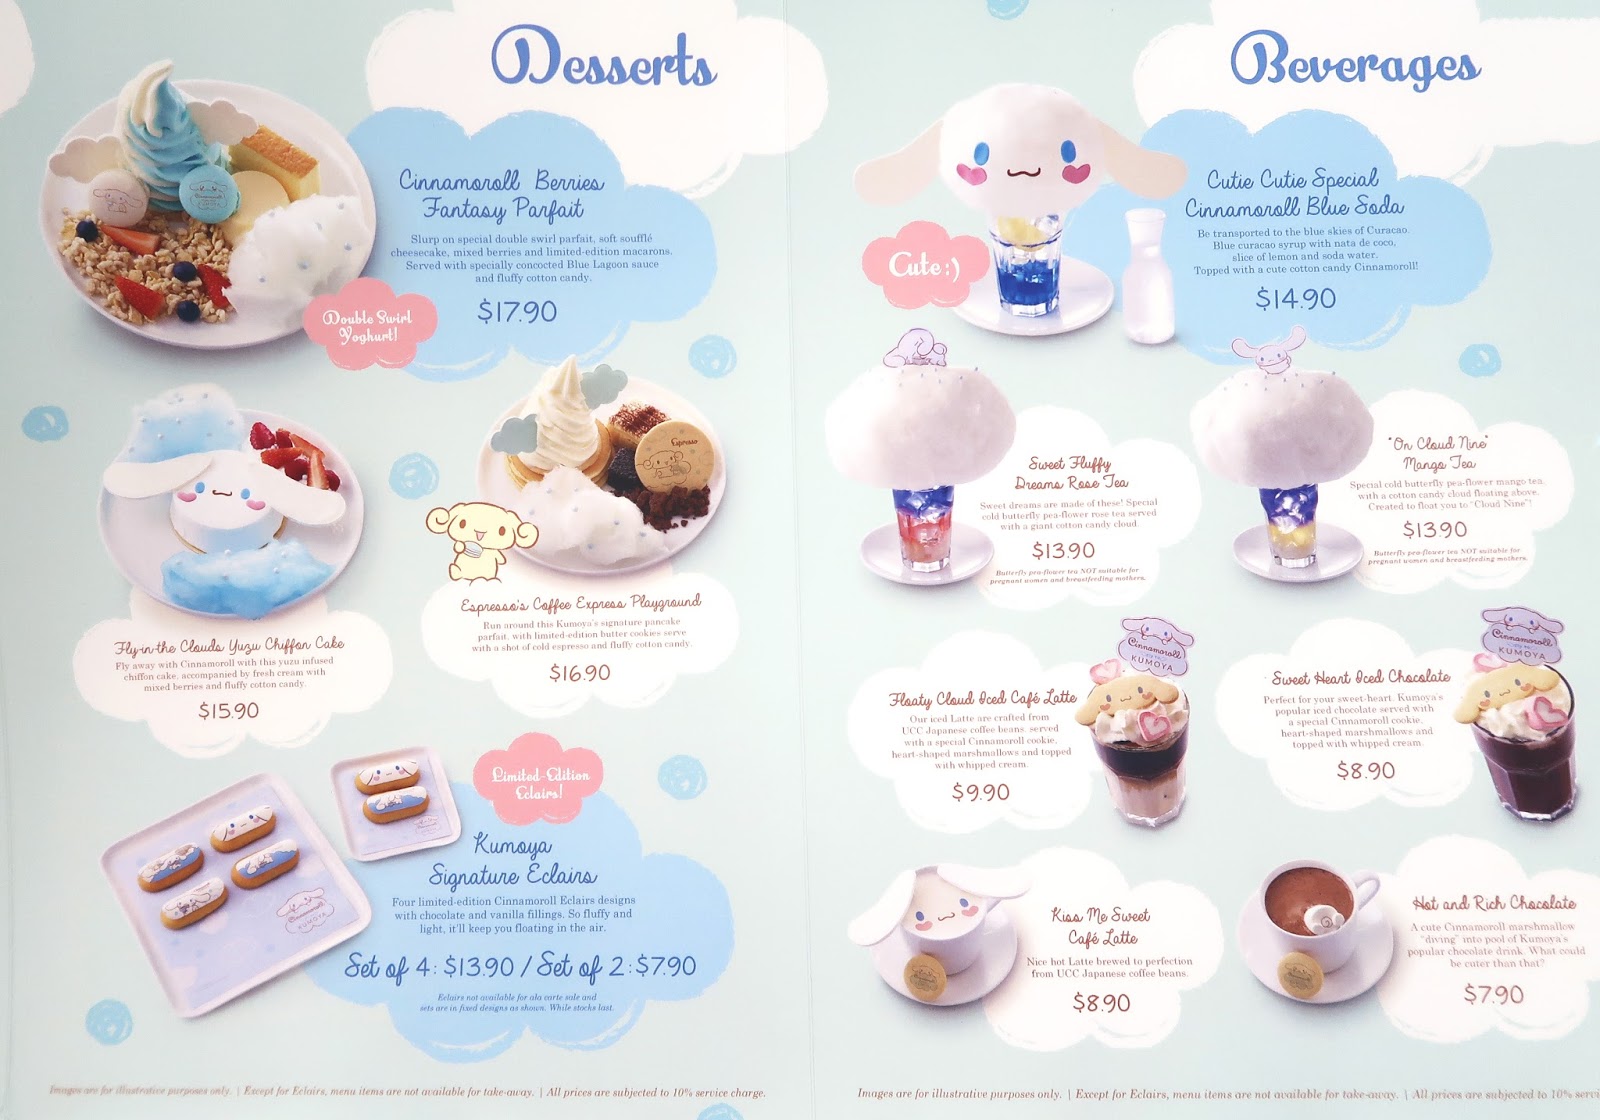 Desserts
Cinnamoroll Berries
Fantasy Parfait
Slurp on special double swirl parfait, soft soufflé
cheesecake, mixed berries and limited-edition macarons.
Served with specially concocted Blue Lagoon sauce
and fluffy cotton candy.
$17.90
Double Swirl
Yoghurt!
Fly-in-the Clouds Yuzu Chiffon Cake
Fly away with Cinnamoroll with this yuzu infused
chiffon cake, accompanied by fresh cream with
mixed berries and fluffy cotton candy.
$15.90
Espresso
Espresso's Coffee Express Playground
Run around this Kumoya's signature pancake
parfait, with limited-edition butter cookies serve
with a shot of cold espresso and fluffy cotton candy.
$16.90
Limited-Edition
Eclairs!
Kumoya
Signature Eclairs
Four limited-edition Cinnamoroll Eclairs designs
with chocolate and vanilla fillings. So fluffy and
light, it'll keep you floating in the air.
Set of 4: $13.90 / Set of 2: $7.90
Eclairs not available for ala carte sale and
sets are in fixed designs as shown. While stocks last.
Cinnamoroll
KUMOYA
Images are for illustrative purposes only. | Except for Eclairs, menu items are not available for take-away. | All prices are subjected to 10% service charge.
Beverages
Cutie Cutie Special
Cinnamoroll Blue Soda
Be transported to the blue skies of Curacao.
Blue curacao syrup with nata de coco,
slice of lemon and soda water.
Topped with a cute cotton candy Cinnamoroll!
$14.90
Cute :)
Sweet Fluffy
Dreams Rose Tea
Sweet dreams are made of these! Special
cold butterfly pea-flower rose tea served
with a giant cotton candy cloud.
$13.90
Butterfly pea-flower tea NOT suitable for
pregnant women and breastfeeding mothers.
"On Cloud Nine"
Mango Tea
Special cold butterfly pea-flower mango tea,
with a cotton candy cloud floating above.
Created to float you to "Cloud Nine"!
$13.90
Butterfly pea-flower tea NOT suitable for
pregnant women and breastfeeding mothers.
Cinnamoroll
KUMOYA
Floaty Cloud Iced Café Latte
Our iced Latte are crafted from
UCC Japanese coffee beans, served
with a special Cinnamoroll cookie,
heart-shaped marshmallows and topped
with whipped cream.
$9.90
Cinnamoroll
KUMOYA
Sweet Heart Iced Chocolate
Perfect for your sweet-heart. Kumoya's
popular iced chocolate served with
a special Cinnamoroll cookie,
heart-shaped marshmallows and
topped with whipped cream.
$8.90
Kiss Me Sweet
Café Latte
Nice hot Latte brewed to perfection
from UCC Japanese coffee beans.
$8.90
Hot and Rich Chocolate
A cute Cinnamoroll marshmallow
"diving" into pool of Kumoya's
popular chocolate drink. What could
be cuter than that?
$7.90
Images are for illustrative purposes only. | Except for Eclairs, menu items are not available for take-away. | All prices are subjected to 10% servi